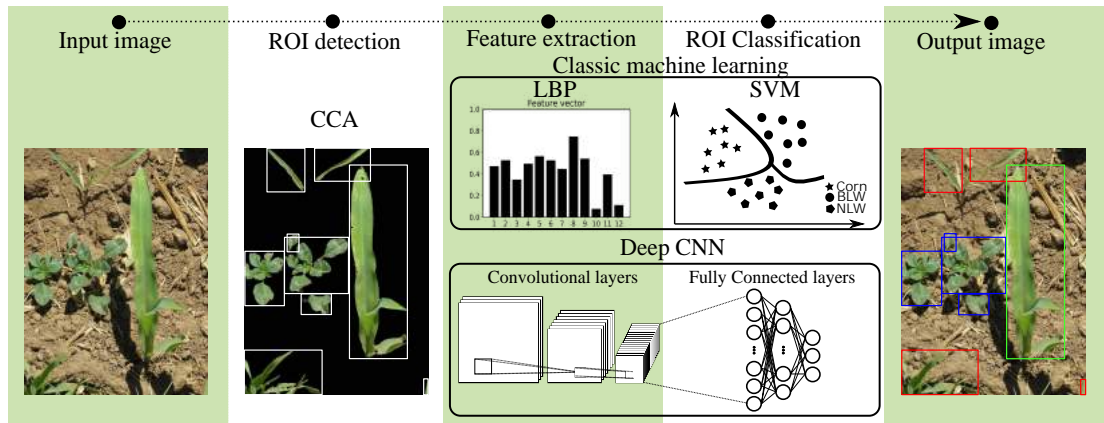 Input image
ROI detection
Feature extraction
ROI Classification
Output image
Classic machine learning
LBP
SVM
Feature vector
1.0
0.8
0.6
0.4
0.2
0.0
1 2 3 4 5 6 7 8 9 10 11 12
Corn
BLW
NLW
CCA
Deep CNN
Convolutional layers
Fully Connected layers